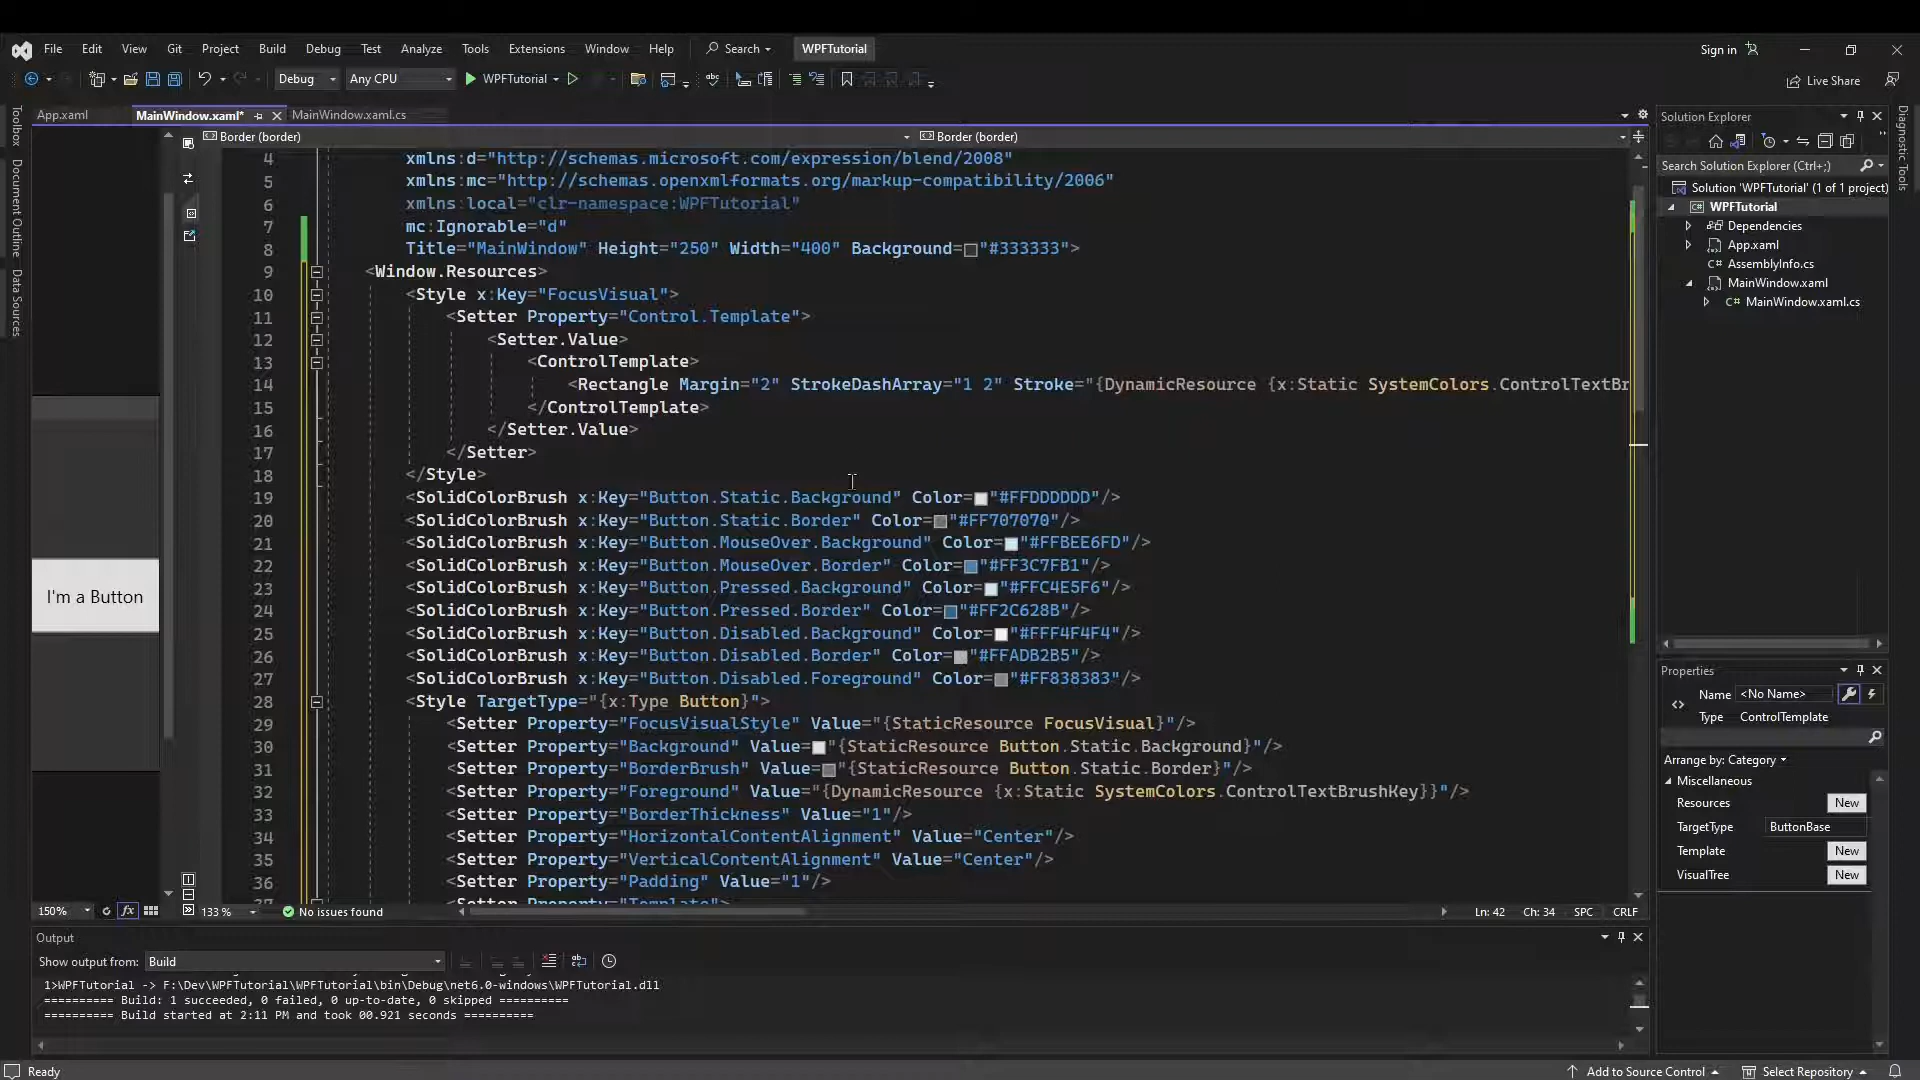 File Edit View Git Project Build Debug Test Analyze Tools Extensions Window Help Search WPFTutorial Sign in
Debug Any CPU WPFTutorial Live Share
App.xaml MainWindow.xaml* MainWindow.xaml.cs
Border (border) Border (border)
4 xmlns:d="http://schemas.microsoft.com/expression/blend/2008"
5 xmlns:mc="http://schemas.openxmlformats.org/markup-compatibility/2006"
6 xmlns:local="clr-namespace:WPFTutorial"
7 mc:Ignorable="d"
8 Title="MainWindow" Height="250" Width="400" Background="#333333">
9 <Window.Resources>
10 <Style x:Key="FocusVisual">
11 <Setter Property="Control.Template">
12 <Setter.Value>
13 <ControlTemplate>
14 <Rectangle Margin="2" StrokeDashArray="1 2" Stroke="{DynamicResource {x:Static SystemColors.ControlTextBr
15 </ControlTemplate>
16 </Setter.Value>
17 </Setter>
18 </Style>
19 <SolidColorBrush x:Key="Button.Static.Background" Color="#FFDDDDDD"/>
20 <SolidColorBrush x:Key="Button.Static.Border" Color="#FF707070"/>
21 <SolidColorBrush x:Key="Button.MouseOver.Background" Color="#FFBEE6FD"/>
22 <SolidColorBrush x:Key="Button.MouseOver.Border" Color="#FF3C7FB1"/>
23 <SolidColorBrush x:Key="Button.Pressed.Background" Color="#FFC4E5F6"/>
24 <SolidColorBrush x:Key="Button.Pressed.Border" Color="#FF2C628B"/>
25 <SolidColorBrush x:Key="Button.Disabled.Background" Color="#FFF4F4F4"/>
26 <SolidColorBrush x:Key="Button.Disabled.Border" Color="#FFADB2B5"/>
27 <SolidColorBrush x:Key="Button.Disabled.Foreground" Color="#FF838383"/>
28 <Style TargetType="{x:Type Button}">
29 <Setter Property="FocusVisualStyle" Value="{StaticResource FocusVisual}"/>
30 <Setter Property="Background" Value="{StaticResource Button.Static.Background}"/>
31 <Setter Property="BorderBrush" Value="{StaticResource Button.Static.Border}"/>
32 <Setter Property="Foreground" Value="{DynamicResource {x:Static SystemColors.ControlTextBrushKey}}"/>
33 <Setter Property="BorderThickness" Value="1"/>
34 <Setter Property="HorizontalContentAlignment" Value="Center"/>
35 <Setter Property="VerticalContentAlignment" Value="Center"/>
36 <Setter Property="Padding" Value="1"/>
37 <Setter Property="Template">
I'm a Button
Toolbox
Document Outline
Data Sources
150% fx 133 % No issues found Ln: 42 Ch: 34 SPC CRLF
Solution Explorer
Search Solution Explorer (Ctrl+;)
Solution 'WPFTutorial' (1 of 1 project)
WPFTutorial
Dependencies
App.xaml
AssemblyInfo.cs
MainWindow.xaml
MainWindow.xaml.cs
Diagnostic Tools
Properties
Name <No Name>
Type ControlTemplate
Arrange by: Category
Miscellaneous
Resources New
TargetType ButtonBase
Template New
VisualTree New
Output
Show output from: Build
1>WPFTutorial -> F:\Dev\WPFTutorial\WPFTutorial\bin\Debug\net6.0-windows\WPFTutorial.dll
========== Build: 1 succeeded, 0 failed, 0 up-to-date, 0 skipped ==========
========== Build started at 2:11 PM and took 00.921 seconds ==========
Ready Add to Source Control Select Repository